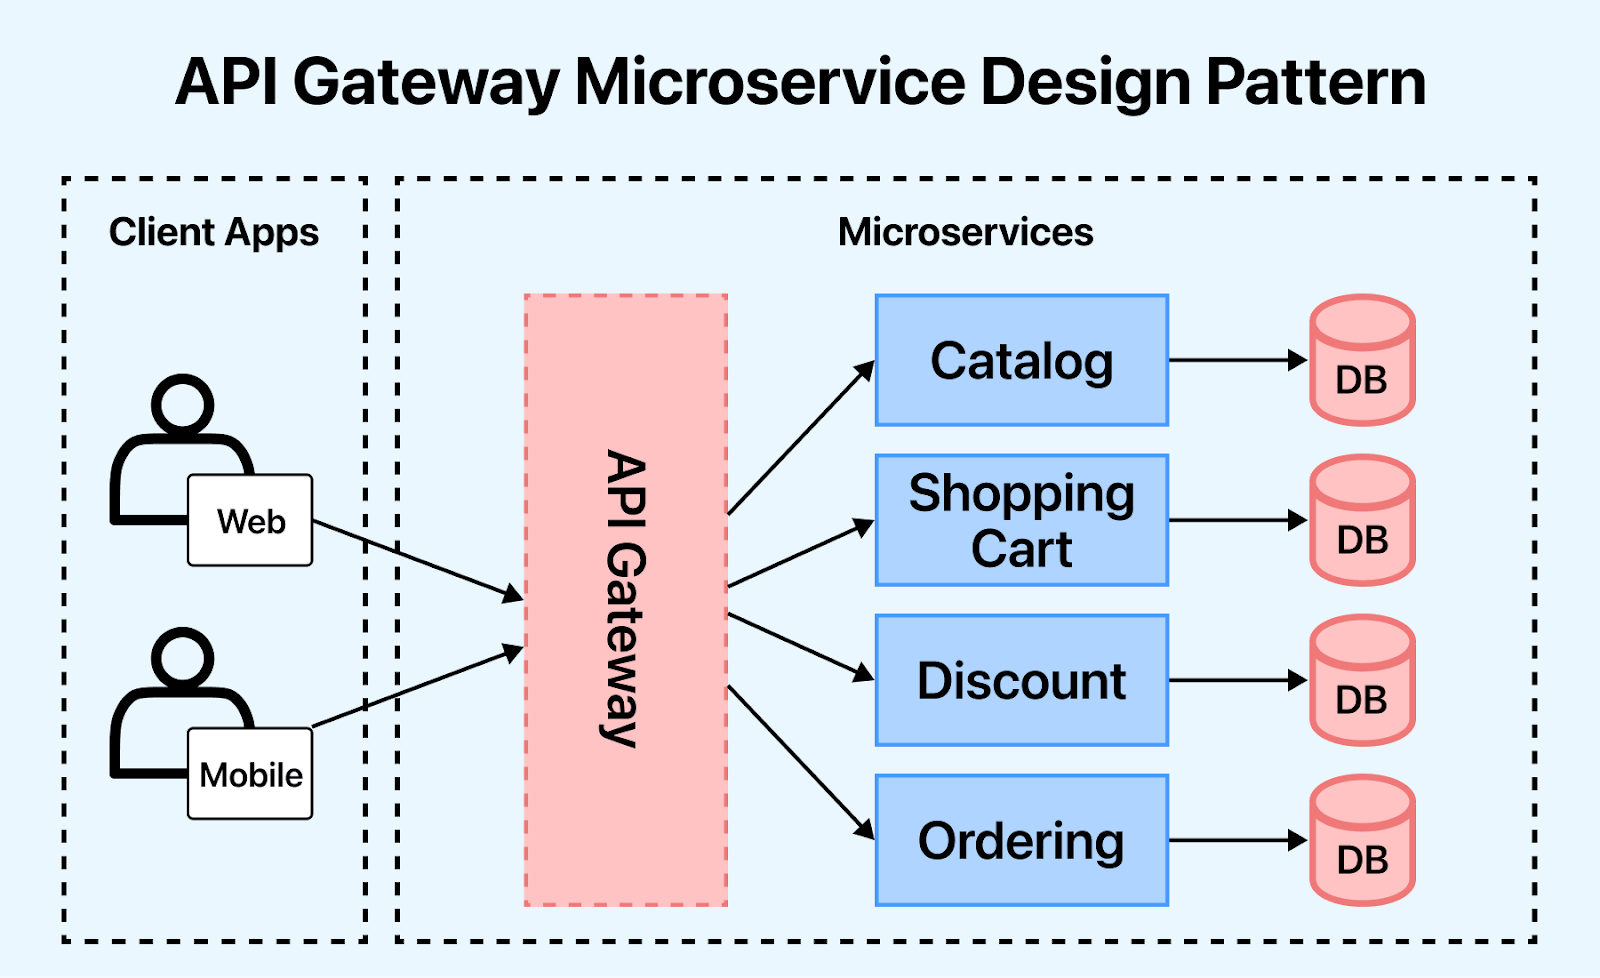 API Gateway Microservice Design Pattern
Client Apps
Web
Mobile
Microservices
API Gateway
Catalog
DB
Shopping
Cart
DB
Discount
DB
Ordering
DB